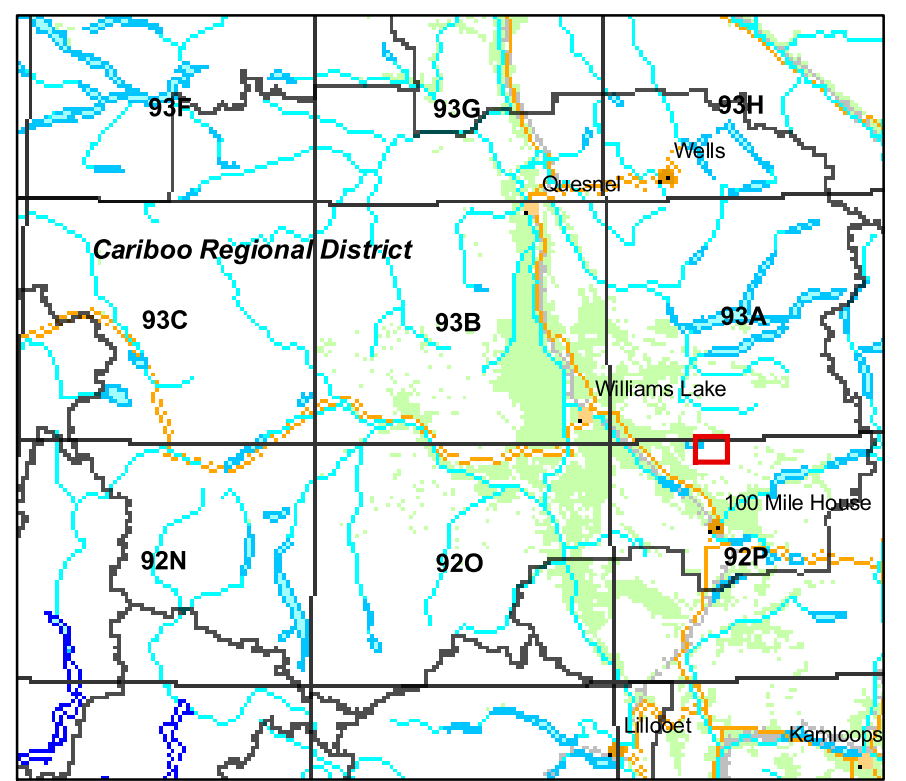 93F
93G
93H
Wells
Quesnel
Cariboo Regional District
93C
93B
93A
Williams Lake
100 Mile House
92N
92O
92P
Lillooet
Kamloops